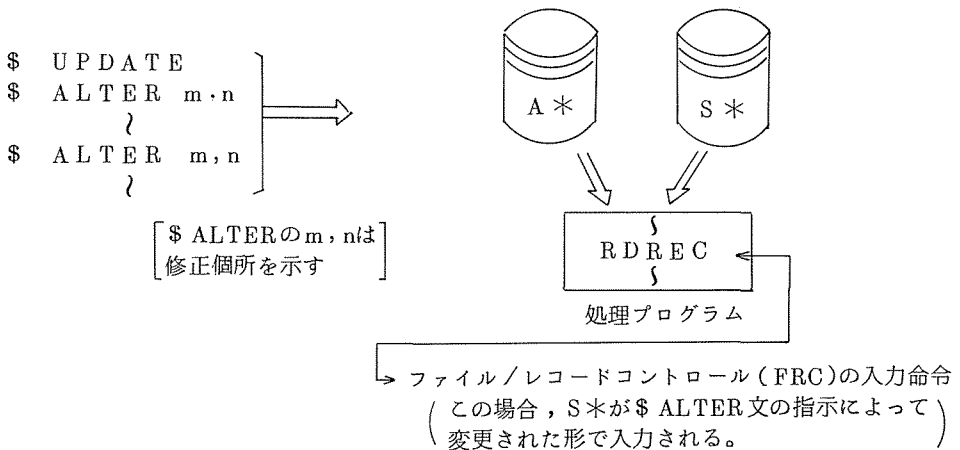 $ UPDATE
$ ALTER m・n
~
$ ALTER m,n
~
$ ALTERのm,nは
修正個所を示す
A*
S*
~
RDREC
~
処理プログラム
ファイル/レコードコントロール(FRC)の入力命令
(この場合,S*が$ ALTER文の指示によって
変更された形で入力される。)